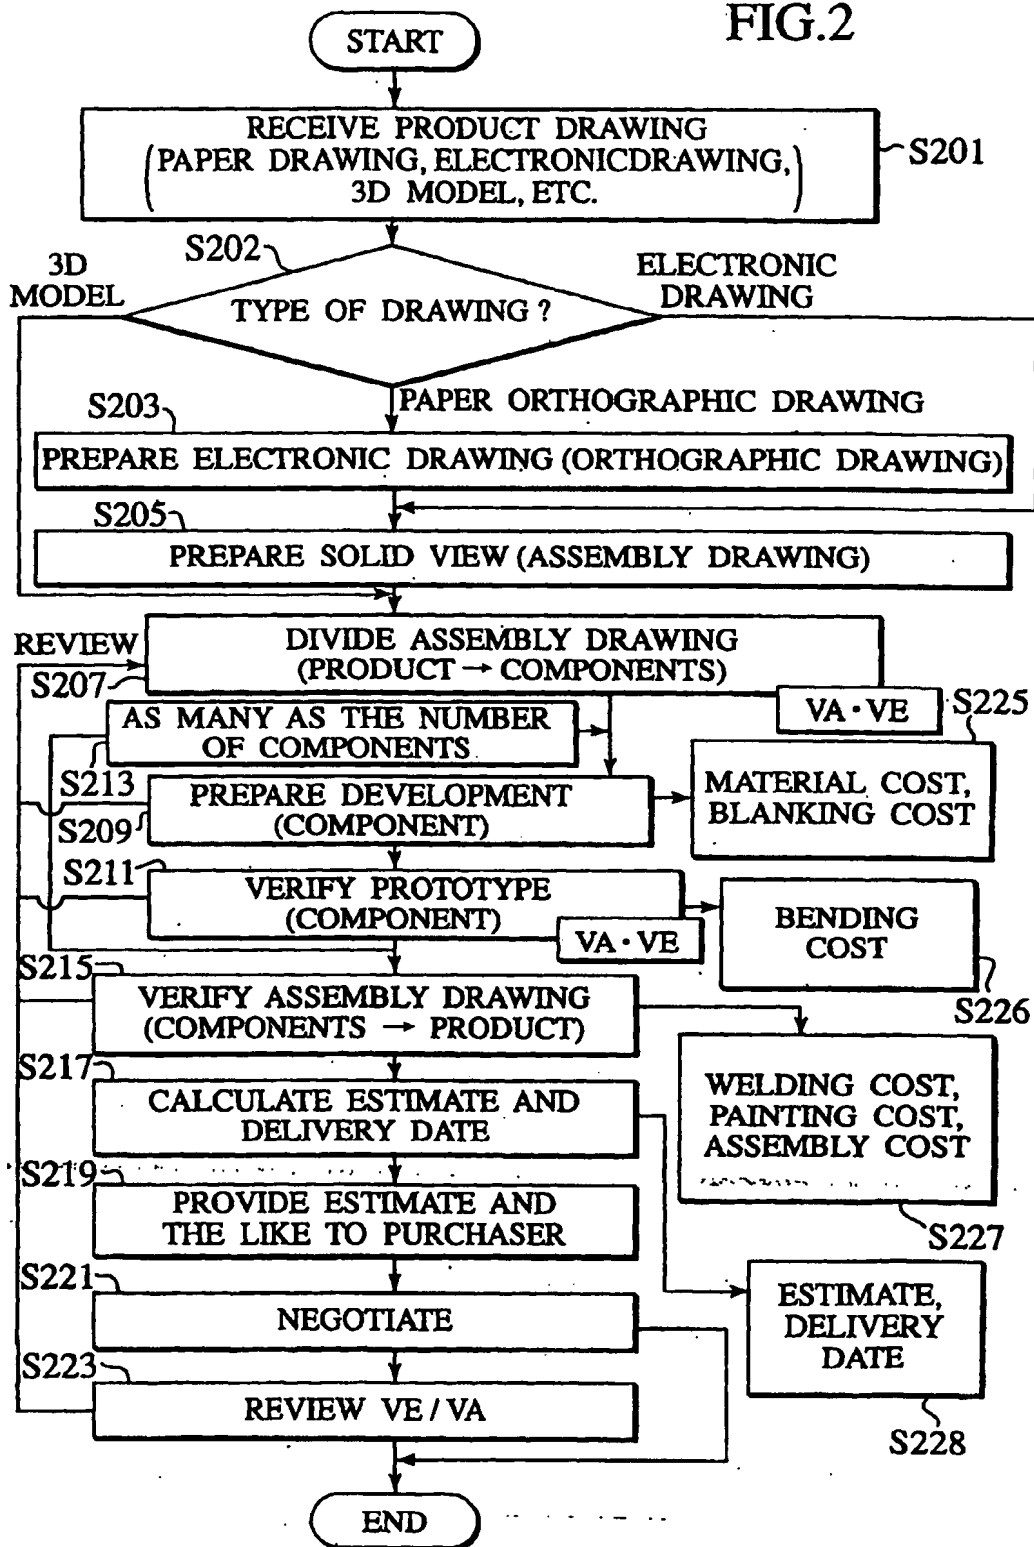 FIG.2
START
RECEIVE PRODUCT DRAWING
(PAPER DRAWING, ELECTRONICDRAWING,
3D MODEL, ETC.)
S201
S202
3D
MODEL
TYPE OF DRAWING ?
ELECTRONIC
DRAWING
PAPER ORTHOGRAPHIC DRAWING
S203
PREPARE ELECTRONIC DRAWING (ORTHOGRAPHIC DRAWING)
S205
PREPARE SOLID VIEW (ASSEMBLY DRAWING)
REVIEW
DIVIDE ASSEMBLY DRAWING
(PRODUCT → COMPONENTS)
S207
VA・VE
S225
AS MANY AS THE NUMBER
OF COMPONENTS
S213
MATERIAL COST,
BLANKING COST
PREPARE DEVELOPMENT
(COMPONENT)
S209
S211
VERIFY PROTOTYPE
(COMPONENT)
VA・VE
BENDING
COST
S226
S215
VERIFY ASSEMBLY DRAWING
(COMPONENTS → PRODUCT)
S217
CALCULATE ESTIMATE AND
DELIVERY DATE
WELDING COST,
PAINTING COST,
ASSEMBLY COST
S227
S219
PROVIDE ESTIMATE AND
THE LIKE TO PURCHASER
S221
NEGOTIATE
ESTIMATE,
DELIVERY
DATE
S228
S223
REVIEW VE / VA
END